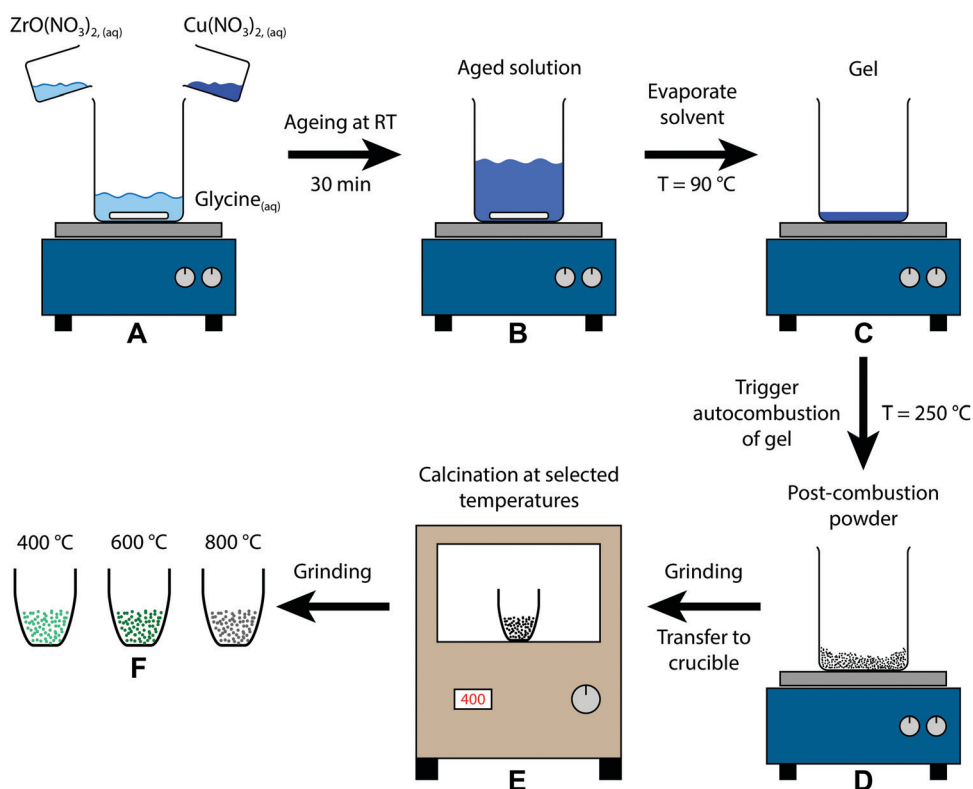 ZrO(NO₃)₂,₍aq₎
Cu(NO₃)₂,₍aq₎
Glycine₍aq₎
A
Ageing at RT
30 min
Aged solution
B
Evaporate
solvent
T = 90 °C
Gel
C
Trigger
autocombustion
of gel
T = 250 °C
Post-combustion
powder
D
Grinding
Transfer to
crucible
Calcination at selected
temperatures
400
E
Grinding
400 °C
600 °C
800 °C
F